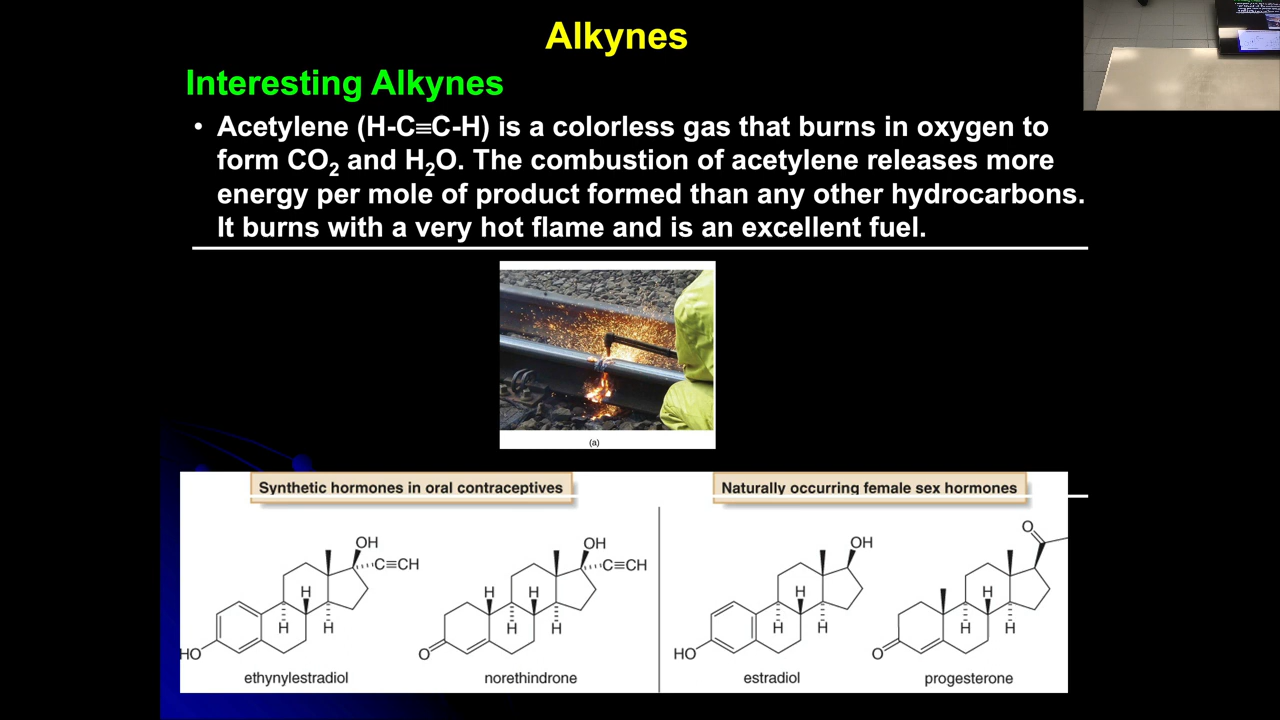 Alkynes
Interesting Alkynes
• Acetylene (H-C≡C-H) is a colorless gas that burns in oxygen to
form CO2 and H2O. The combustion of acetylene releases more
energy per mole of product formed than any other hydrocarbons.
It burns with a very hot flame and is an excellent fuel.
(a)
Synthetic hormones in oral contraceptives
Naturally occurring female sex hormones
OH
C≡CH
H
H
H
HO
ethynylestradiol
OH
C≡CH
H
H
H
H
O
norethindrone
OH
H
H
H
HO
estradiol
O
H
H
H
O
progesterone